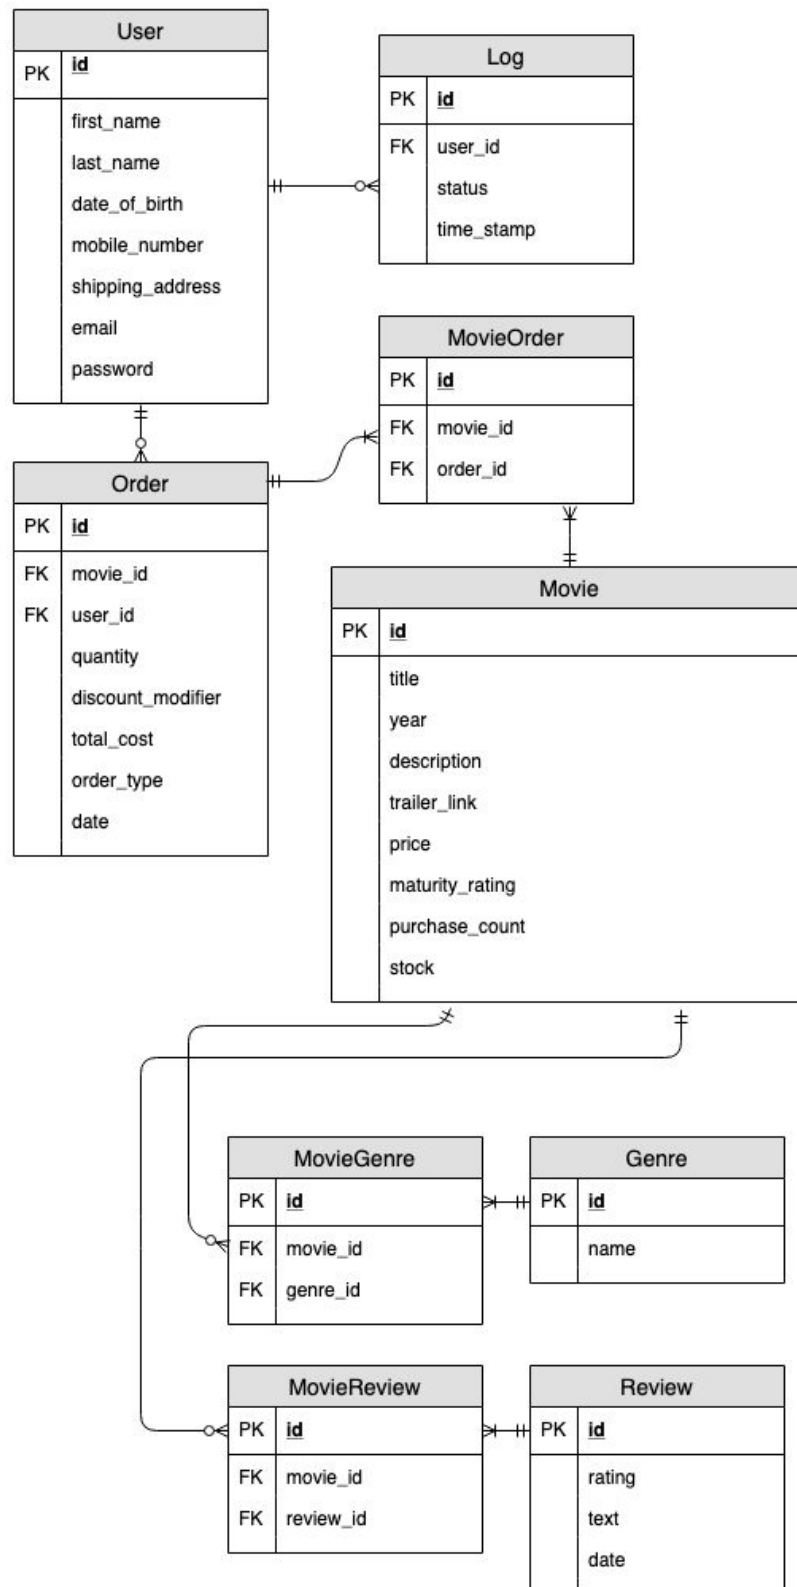 User
PK id
first_name
last_name
date_of_birth
mobile_number
shipping_address
email
password
Log
PK id
FK user_id
status
time_stamp
MovieOrder
PK id
FK movie_id
FK order_id
Order
PK id
FK movie_id
FK user_id
quantity
discount_modifier
total_cost
order_type
date
Movie
PK id
title
year
description
trailer_link
price
maturity_rating
purchase_count
stock
MovieGenre
PK id
FK movie_id
FK genre_id
Genre
PK id
name
MovieReview
PK id
FK movie_id
FK review_id
Review
PK id
rating
text
date